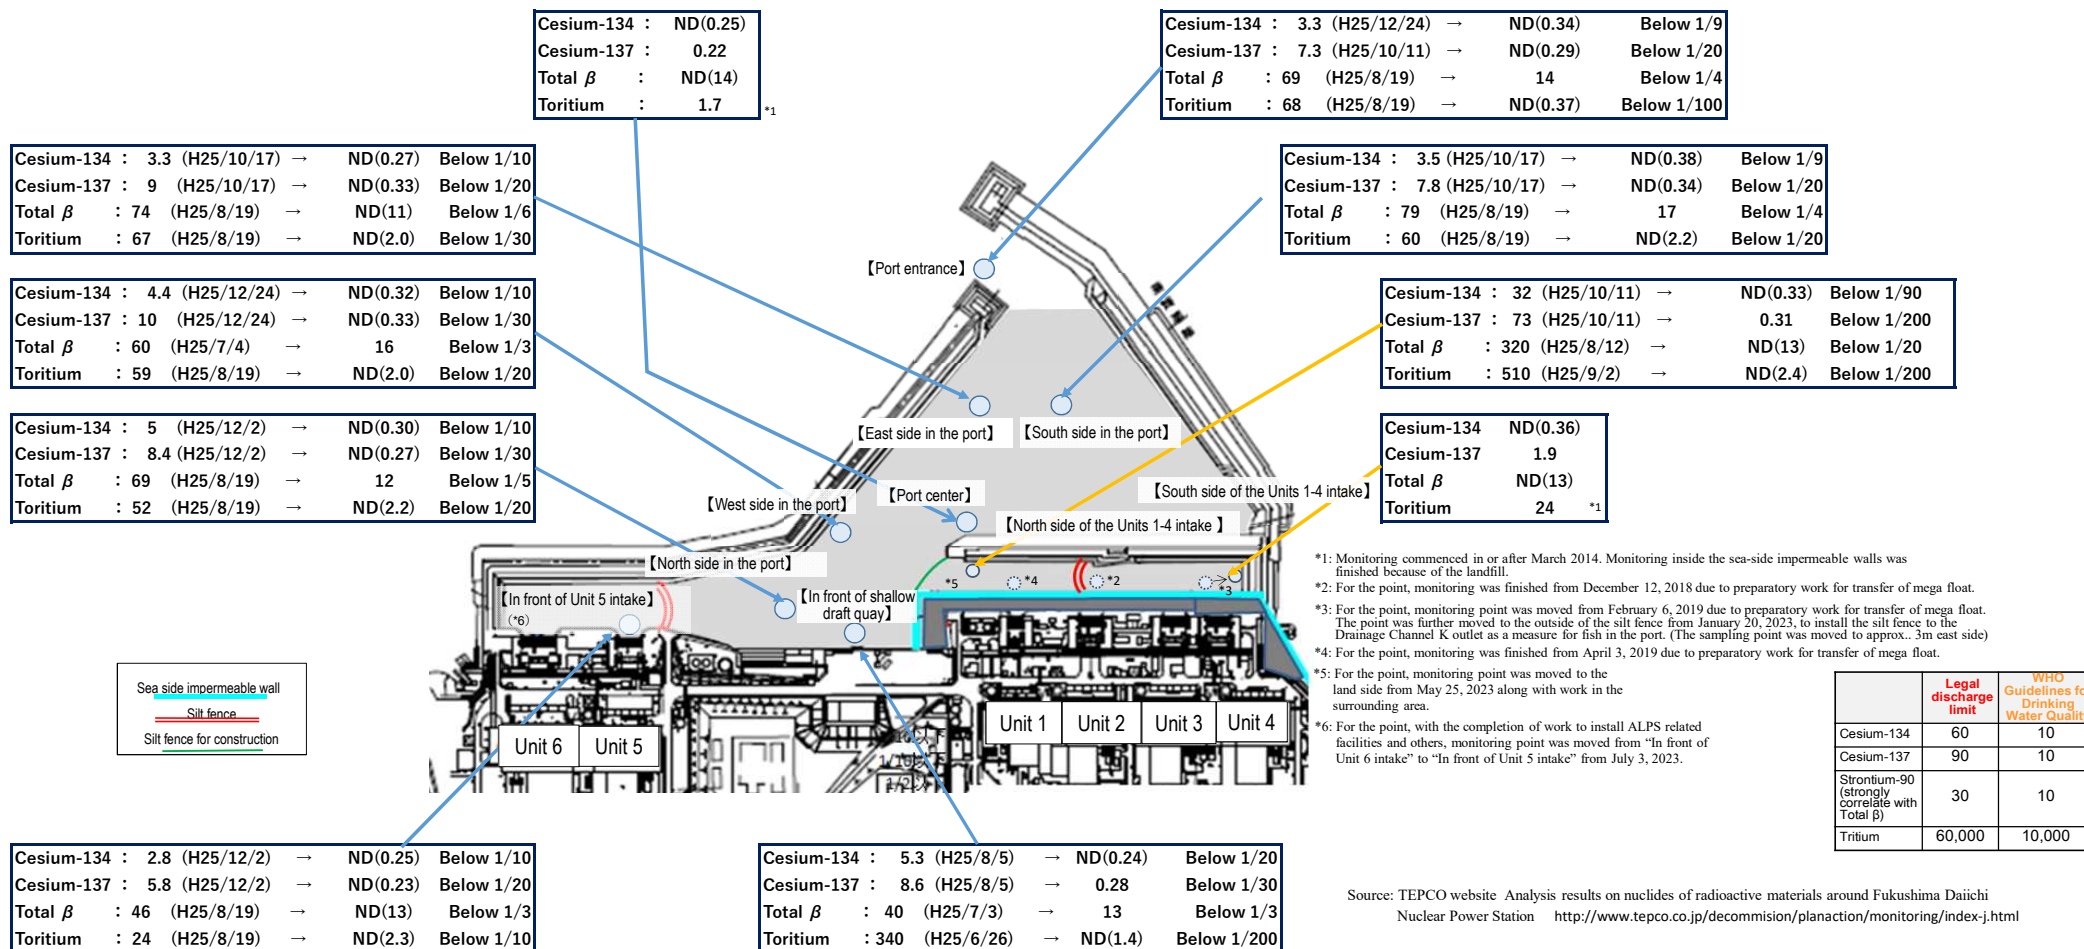 Cesium-134 : ND(0.25)
Cesium-137 : 0.22
Total β : ND(14)
Toritium : 1.7 *1
Cesium-134 : 3.3 (H25/12/24) → ND(0.34) Below 1/9
Cesium-137 : 7.3 (H25/10/11) → ND(0.29) Below 1/20
Total β : 69 (H25/8/19) → 14 Below 1/4
Toritium : 68 (H25/8/19) → ND(0.37) Below 1/100
Cesium-134 : 3.3 (H25/10/17) → ND(0.27) Below 1/10
Cesium-137 : 9 (H25/10/17) → ND(0.33) Below 1/20
Total β : 74 (H25/8/19) → ND(11) Below 1/6
Toritium : 67 (H25/8/19) → ND(2.0) Below 1/30
Cesium-134 : 3.5 (H25/10/17) → ND(0.38) Below 1/9
Cesium-137 : 7.8 (H25/10/17) → ND(0.34) Below 1/20
Total β : 79 (H25/8/19) → 17 Below 1/4
Toritium : 60 (H25/8/19) → ND(2.2) Below 1/20
Cesium-134 : 4.4 (H25/12/24) → ND(0.32) Below 1/10
Cesium-137 : 10 (H25/12/24) → ND(0.33) Below 1/30
Total β : 60 (H25/7/4) → 16 Below 1/3
Toritium : 59 (H25/8/19) → ND(2.0) Below 1/20
Cesium-134 : 32 (H25/10/11) → ND(0.33) Below 1/90
Cesium-137 : 73 (H25/10/11) → 0.31 Below 1/200
Total β : 320 (H25/8/12) → ND(13) Below 1/20
Toritium : 510 (H25/9/2) → ND(2.4) Below 1/200
Cesium-134 : 5 (H25/12/2) → ND(0.30) Below 1/10
Cesium-137 : 8.4 (H25/12/2) → ND(0.27) Below 1/30
Total β : 69 (H25/8/19) → 12 Below 1/5
Toritium : 52 (H25/8/19) → ND(2.2) Below 1/20
Cesium-134 ND(0.36)
Cesium-137 1.9
Total β ND(13)
Toritium 24 *1
【Port entrance】
【East side in the port】
【South side in the port】
【West side in the port】
【Port center】
【South side of the Units 1-4 intake】
【North side of the Units 1-4 intake 】
【North side in the port】
*5
*4
*2
*3
【In front of Unit 5 intake】
(*6)
【In front of shallow
draft quay】
*1: Monitoring commenced in or after March 2014. Monitoring inside the sea-side impermeable walls was
finished because of the landfill.
*2: For the point, monitoring was finished from December 12, 2018 due to preparatory work for transfer of mega float.
*3: For the point, monitoring point was moved from February 6, 2019 due to preparatory work for transfer of mega float.
The point was further moved to the outside of the silt fence from January 20, 2023, to install the silt fence to the
Drainage Channel K outlet as a measure for fish in the port. (The sampling point was moved to approx.. 3m east side)
*4: For the point, monitoring was finished from April 3, 2019 due to preparatory work for transfer of mega float.
*5: For the point, monitoring point was moved to the
land side from May 25, 2023 along with work in the
surrounding area.
*6: For the point, with the completion of work to install ALPS related
facilities and others, monitoring point was moved from “In front of
Unit 6 intake” to “In front of Unit 5 intake” from July 3, 2023.
Sea side impermeable wall
Silt fence
Silt fence for construction
Unit 6
Unit 5
Unit 1
Unit 2
Unit 3
Unit 4
Legal discharge limit
WHO Guidelines fo Drinking Water Qualit
Cesium-134 60 10
Cesium-137 90 10
Strontium-90
(strongly
correlate with
Total β) 30 10
Tritium 60,000 10,000
Cesium-134 : 2.8 (H25/12/2) → ND(0.25) Below 1/10
Cesium-137 : 5.8 (H25/12/2) → ND(0.23) Below 1/20
Total β : 46 (H25/8/19) → ND(13) Below 1/3
Toritium : 24 (H25/8/19) → ND(2.3) Below 1/10
Cesium-134 : 5.3 (H25/8/5) → ND(0.24) Below 1/20
Cesium-137 : 8.6 (H25/8/5) → 0.28 Below 1/30
Total β : 40 (H25/7/3) → 13 Below 1/3
Toritium : 340 (H25/6/26) → ND(1.4) Below 1/200
Source: TEPCO website Analysis results on nuclides of radioactive materials around Fukushima Daiichi
Nuclear Power Station http://www.tepco.co.jp/decommision/planaction/monitoring/index-j.html